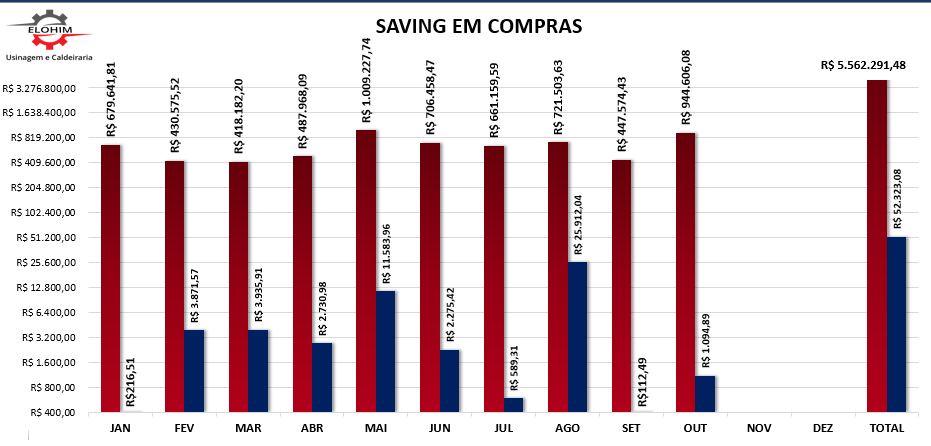 SAVING EM COMPRAS
ELOHIM
Usinagem e Caldeiraria
R$ 3.276.800,00
R$ 1.638.400,00
R$ 819.200,00
R$ 409.600,00
R$ 204.800,00
R$ 102.400,00
R$ 51.200,00
R$ 25.600,00
R$ 12.800,00
R$ 6.400,00
R$ 3.200,00
R$ 1.600,00
R$ 800,00
R$ 400,00
R$ 679.641,81
R$216,51
R$ 430.575,52
R$ 3.871,57
R$ 418.182,20
R$ 3.935,91
R$ 487.968,09
R$ 2.730,98
R$ 1.009.227,74
R$ 11.583,96
R$ 706.458,47
R$ 2.275,42
R$ 661.159,59
R$ 589,31
R$ 721.503,63
R$ 25.912,04
R$ 447.574,43
R$112,49
R$ 944.606,08
R$ 1.094,89
R$ 5.562.291,48
R$ 52.323,08
JAN FEV MAR ABR MAI JUN JUL AGO SET OUT NOV DEZ TOTAL